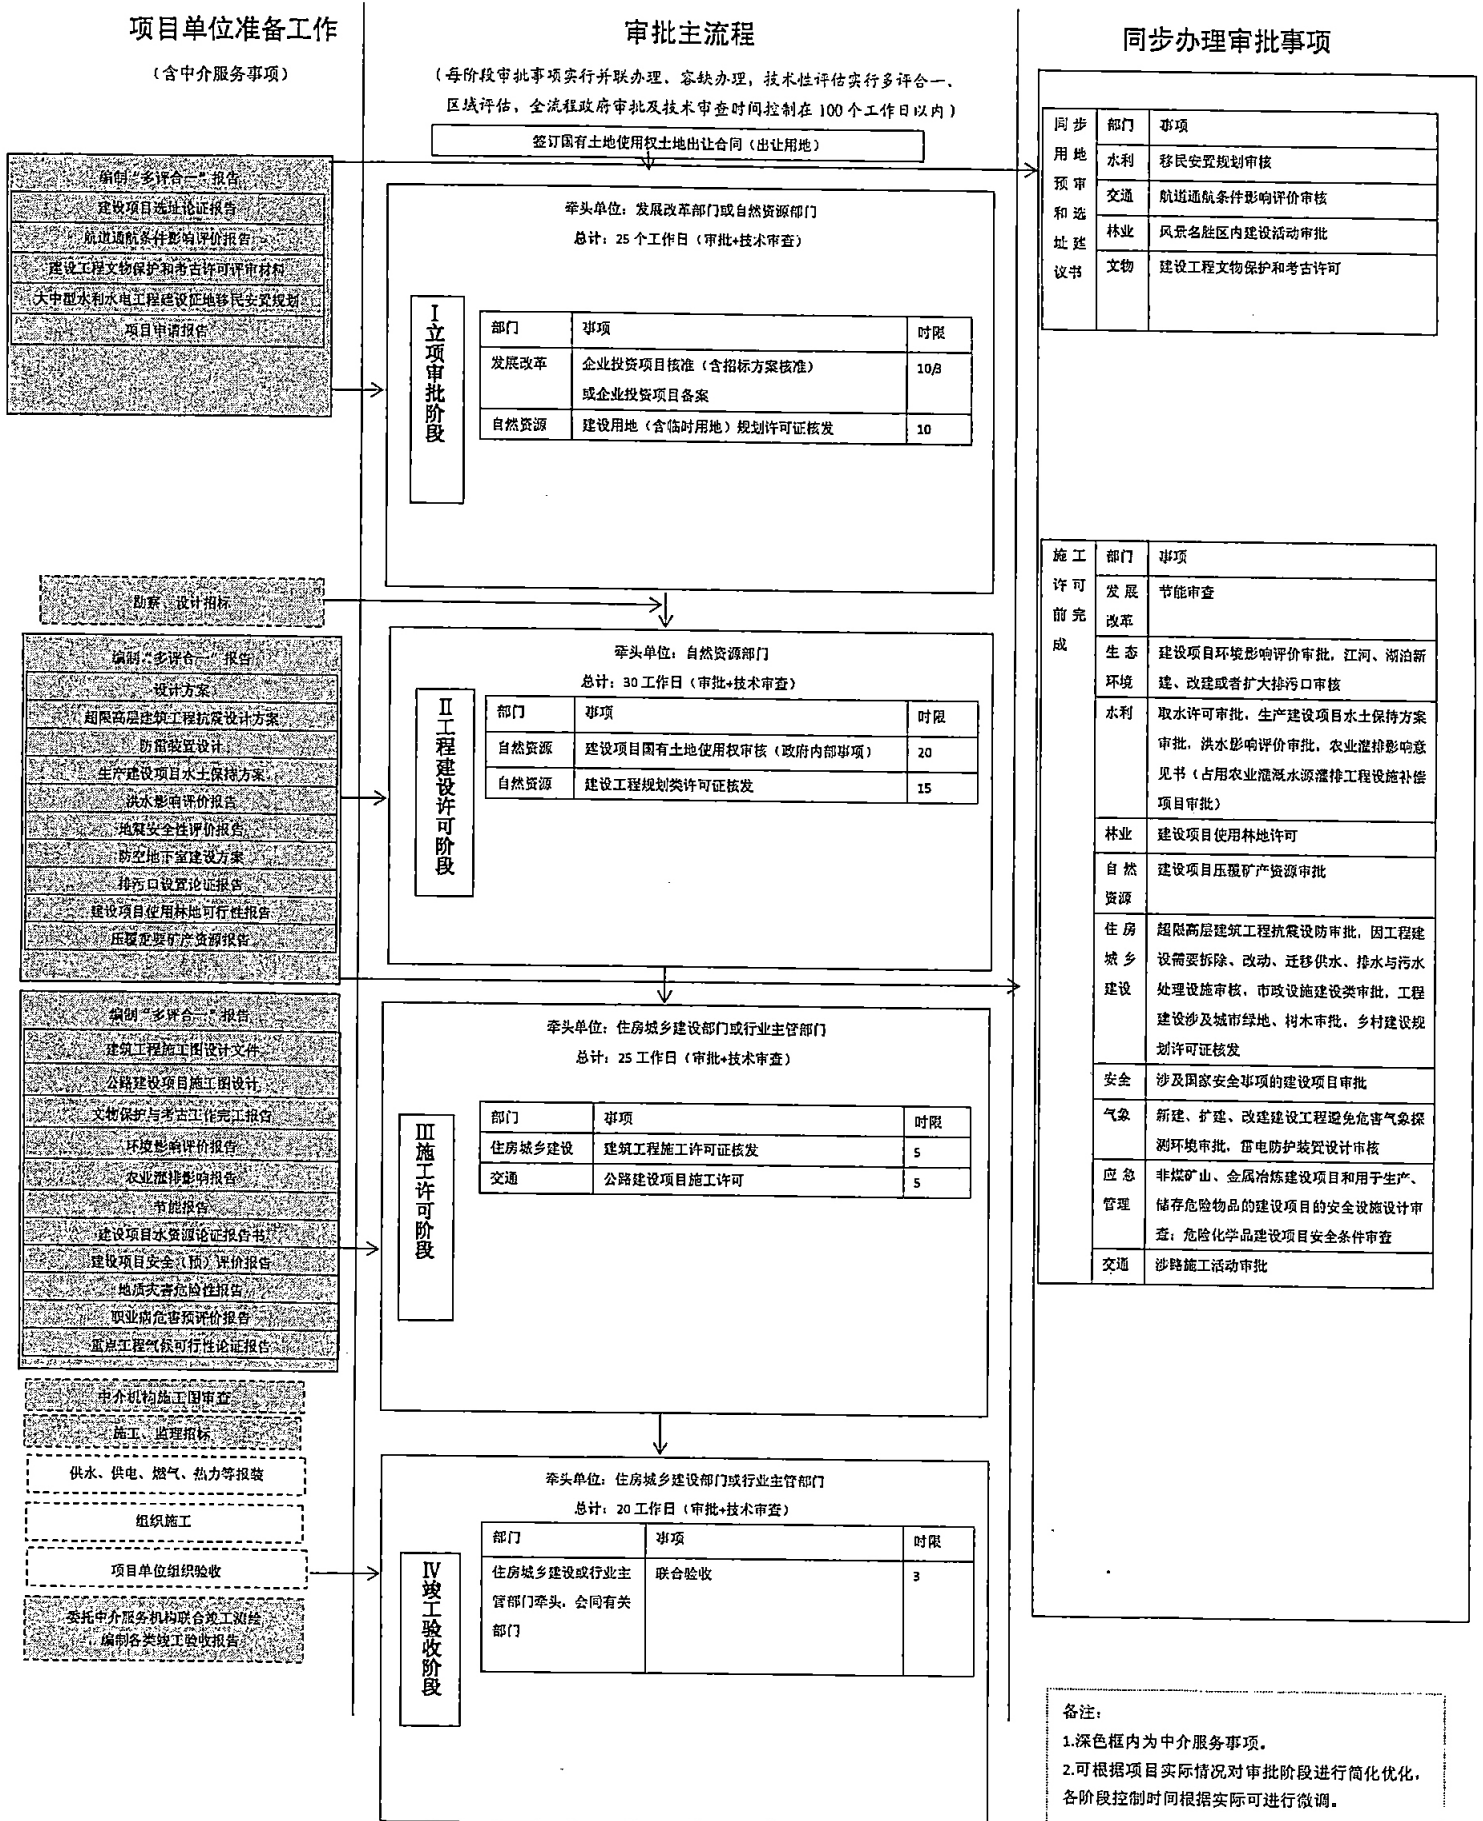 项目单位准备工作
（含中介服务事项）
编制“多评合一”报告
建设项目选址论证报告
航道通航条件影响评价报告
建设工程文物保护和考古许可评审材料
大中型水利水电工程建设征地移民安置规划
项目申请报告
勘察、设计招标
编制“多评合一”报告
设计方案
超限高层建筑工程抗震设计方案
防雷装置设计
生产建设项目水土保持方案
洪水影响评价报告
地震安全性评价报告
防空地下室建设方案
排污口设置论证报告
建设项目使用林地可行性报告
压覆重要矿产资源报告
编制“多评合一”报告
建筑工程施工图设计文件
公路建设项目施工图设计
文物保护与考古工作完工报告
环境影响评价报告
农业灌排影响报告
节能报告
建设项目水资源论证报告书
建设项目安全（预）评价报告
地质灾害危险性报告
职业病危害预评价报告
重点工程气候可行性论证报告
中介机构施工图审查
施工、监理招标
供水、供电、燃气、热力等报装
组织施工
项目单位组织验收
委托中介服务机构联合竣工测绘
编制各类竣工验收报告
审批主流程
（每阶段审批事项实行并联办理、容缺办理，技术性评估实行多评合一、
区域评估，全流程政府审批及技术审查时间控制在 100 个工作日以内）
签订国有土地使用权土地出让合同（出让用地）
牵头单位：发展改革部门或自然资源部门
总计：25 个工作日（审批+技术审查）
Ⅰ立项审批阶段
部门 事项 时限
发展改革 企业投资项目核准（含招标方案核准） 10/3
或企业投资项目备案
自然资源 建设用地（含临时用地）规划许可证核发 10
牵头单位：自然资源部门
总计：30 工作日（审批+技术审查）
Ⅱ工程建设许可阶段
部门 事项 时限
自然资源 建设项目国有土地使用权审核（政府内部事项） 20
自然资源 建设工程规划类许可证核发 15
牵头单位：住房城乡建设部门或行业主管部门
总计：25 工作日（审批+技术审查）
Ⅲ施工许可阶段
部门 事项 时限
住房城乡建设 建筑工程施工许可证核发 5
交通 公路建设项目施工许可 5
牵头单位：住房城乡建设部门或行业主管部门
总计：20 工作日（审批+技术审查）
Ⅳ竣工验收阶段
部门 事项 时限
住房城乡建设或行业主 联合验收 3
管部门牵头，会同有关
部门
同步办理审批事项
同步
用地
预审
和选
址建
议书
部门 事项
水利 移民安置规划审核
交通 航道通航条件影响评价审核
林业 风景名胜区内建设活动审批
文物 建设工程文物保护和考古许可
施工
许可
前完
成
部门 事项
发展 节能审查
改革
生态 建设项目环境影响评价审批，江河、湖泊新
环境 建、改建或者扩大排污口审核
水利 取水许可审批，生产建设项目水土保持方案
审批，洪水影响评价审批，农业灌排影响意
见书（占用农业灌溉水源灌排工程设施补偿
项目审批）
林业 建设项目使用林地许可
自然 建设项目压覆矿产资源审批
资源
住房 超限高层建筑工程抗震设防审批，因工程建
城乡 设需要拆除、改动、迁移供水、排水与污水
建设 处理设施审核，市政设施建设类审批，工程
建设涉及城市绿地、树木审批，乡村建设规
划许可证核发
安全 涉及国家安全事项的建设项目审批
气象 新建、扩建、改建建设工程避免危害气象探
测环境审批，雷电防护装置设计审核
应急 非煤矿山、金属冶炼建设项目和用于生产、
管理 储存危险物品的建设项目的安全设施设计审
查；危险化学品建设项目安全条件审查
交通 涉路施工活动审批
备注：
1.深色框内为中介服务事项。
2.可根据项目实际情况对审批阶段进行简化优化，
各阶段控制时间根据实际可进行微调。